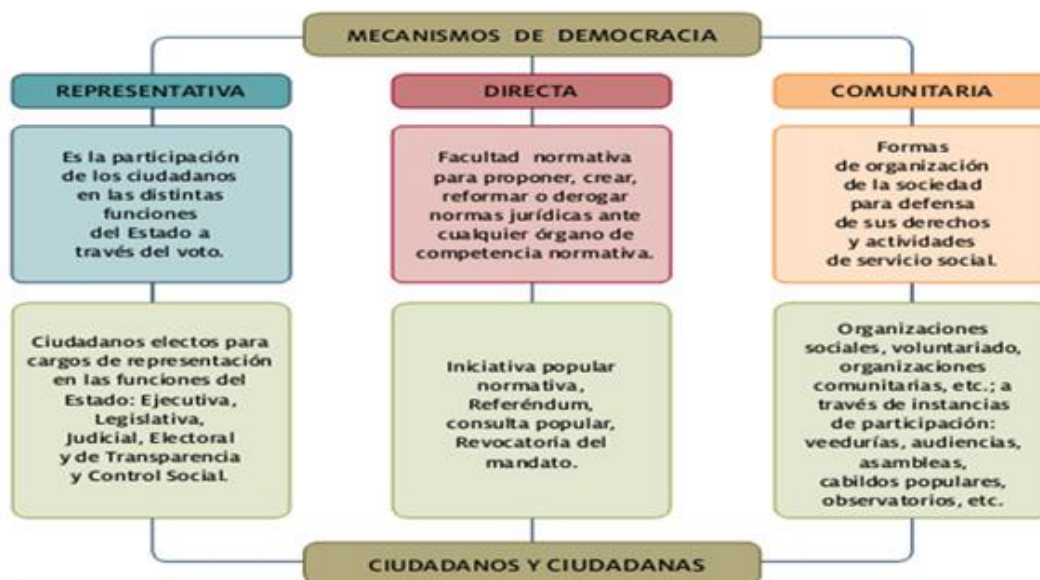 MECANISMOS DE DEMOCRACIA
REPRESENTATIVA
Es la participación
de los ciudadanos
en las distintas
funciones
del Estado a
través del voto.
Ciudadanos electos para
cargos de representación
en las funciones del
Estado: Ejecutiva,
Legislativa,
Judicial, Electoral
y de Transparencia
y Control Social.
DIRECTA
Facultad normativa
para proponer, crear,
reformar o derogar
normas jurídicas ante
cualquier órgano de
competencia normativa.
Iniciativa popular
normativa,
Referéndum,
consulta popular,
Revocatoria del
mandato.
COMUNITARIA
Formas
de organización
de la sociedad
para defensa
de sus derechos
y actividades
de servicio social.
Organizaciones
sociales, voluntariado,
organizaciones
comunitarias, etc.; a
través de instancias
de participación:
veedurías, audiencias,
asambleas,
cabildos populares,
observatorios, etc.
CIUDADANOS Y CIUDADANAS